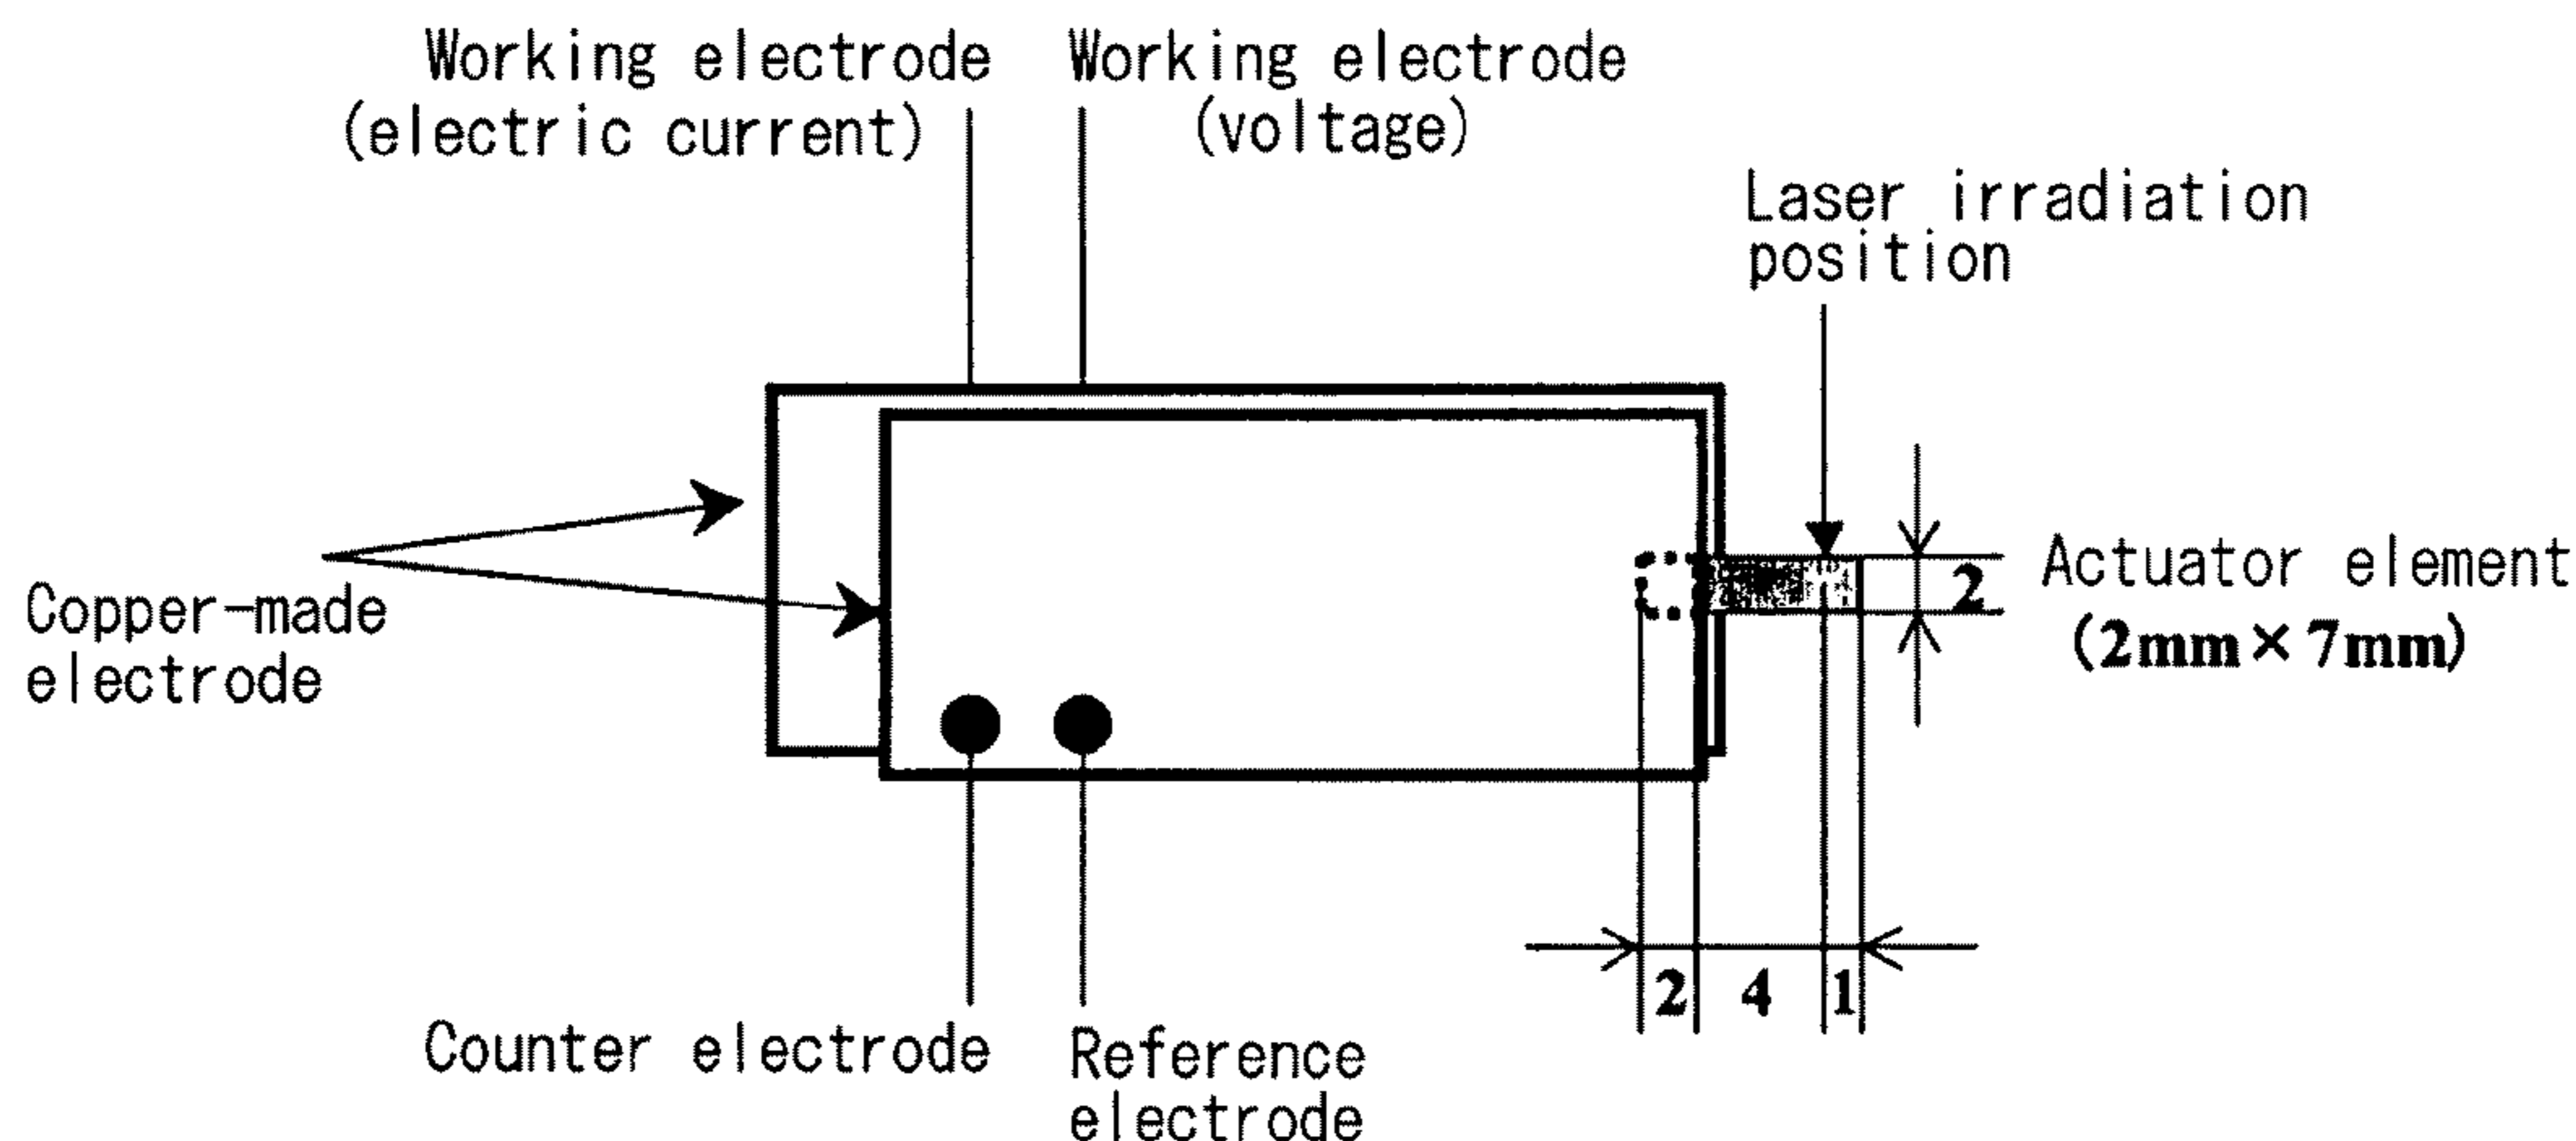 Working electrode
(electric current)
Working electrode
(voltage)
Laser irradiation
position
Copper-made
electrode
2
Actuator element
(2mm×7mm)
2 4 1
Counter electrode
Reference
electrode